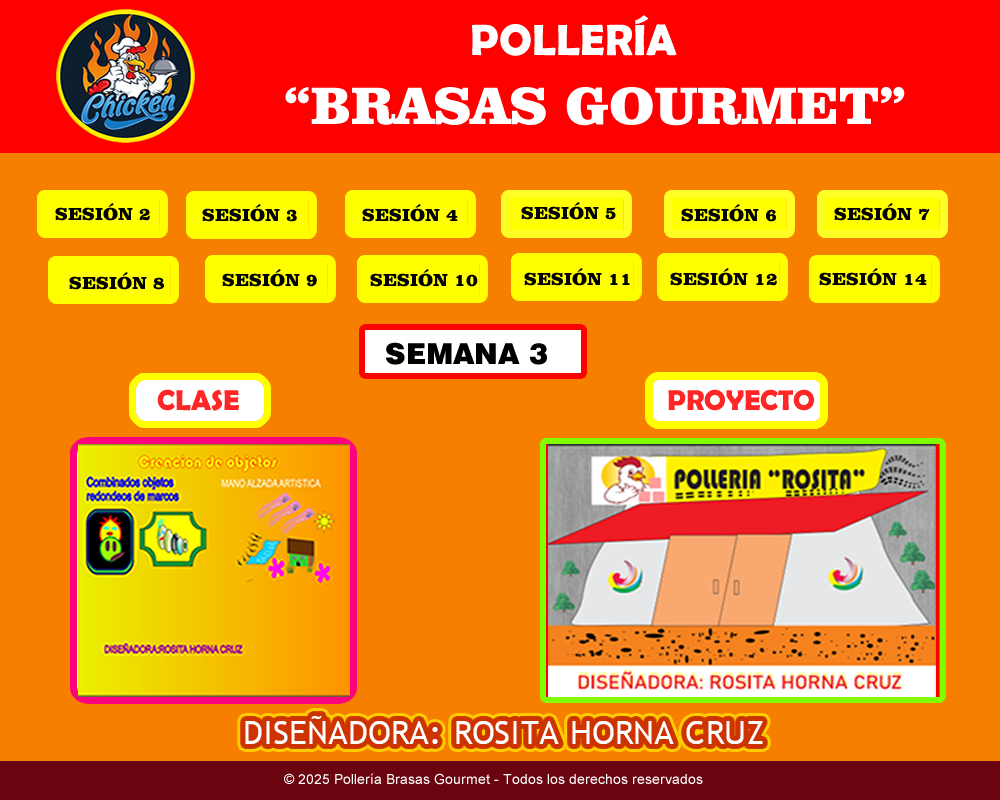 POLLERÍA
“BRASAS GOURMET”
Chicken
SESIÓN 2
SESIÓN 3
SESIÓN 4
SESIÓN 5
SESIÓN 6
SESIÓN 7
SESIÓN 8
SESIÓN 9
SESIÓN 10
SESIÓN 11
SESIÓN 12
SESIÓN 14
SEMANA 3
CLASE
PROYECTO
Creacion de objetos
Combinados objetos
redondeos de marcos
MANO ALZADA ARTISTICA
DISEÑADORA:ROSITA HORNA CRUZ
POLLERIA “ROSITA”
DISEÑADORA: ROSITA HORNA CRUZ
DISEÑADORA: ROSITA HORNA CRUZ
© 2025 Pollería Brasas Gourmet - Todos los derechos reservados